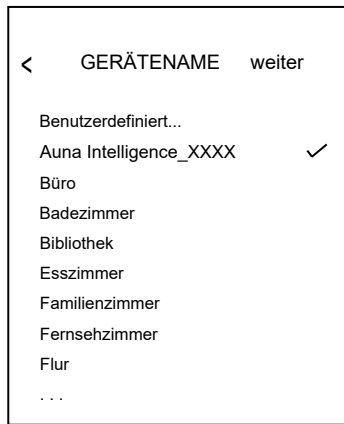 < GERÄTENAME weiter
Benutzerdefiniert...
Auna Intelligence_XXXX ✓
Büro
Badezimmer
Bibliothek
Esszimmer
Familienzimmer
Fernsehzimmer
Flur
. . .